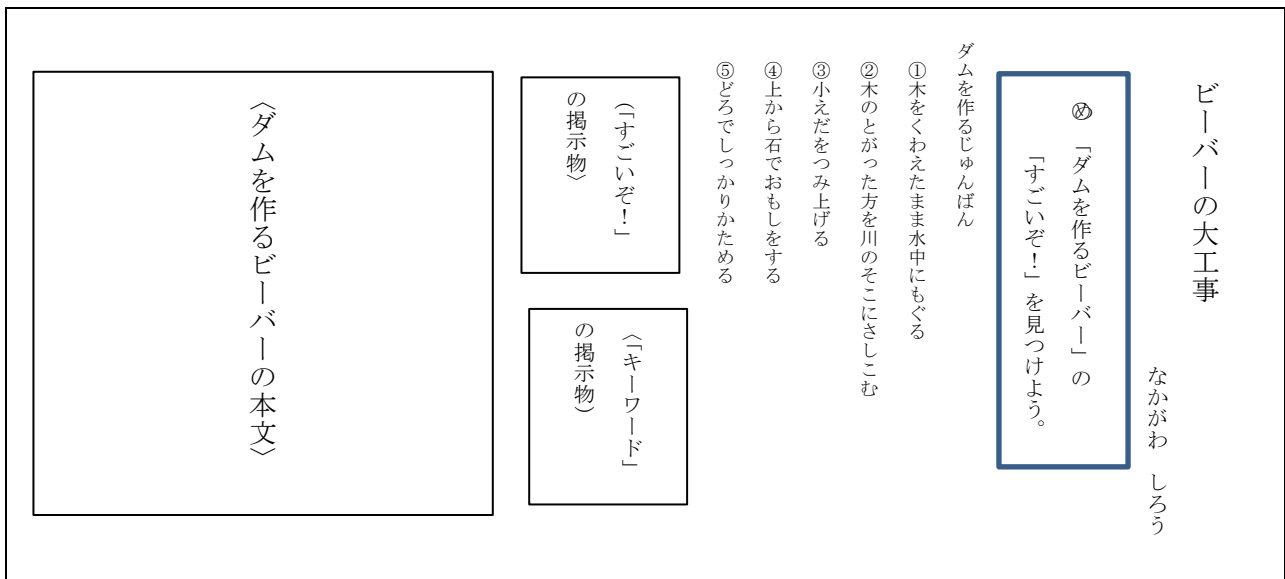 ビーバーの大工事
なかがわ しろう
㋱ 「ダムを作るビーバー」の
「すごいぞ！」を見つけよう。
ダムを作るじゅんばん
①木をくわえたまま水中にもぐる
②木のとがった方を川のそこにさしこむ
③小えだをつみ上げる
④上から石でおもしをする
⑤どろでしっかりかためる
(「すごいぞ！」
の掲示物〉
〈「キーワード」
の掲示物)
〈ダムを作るビーバーの本文〉